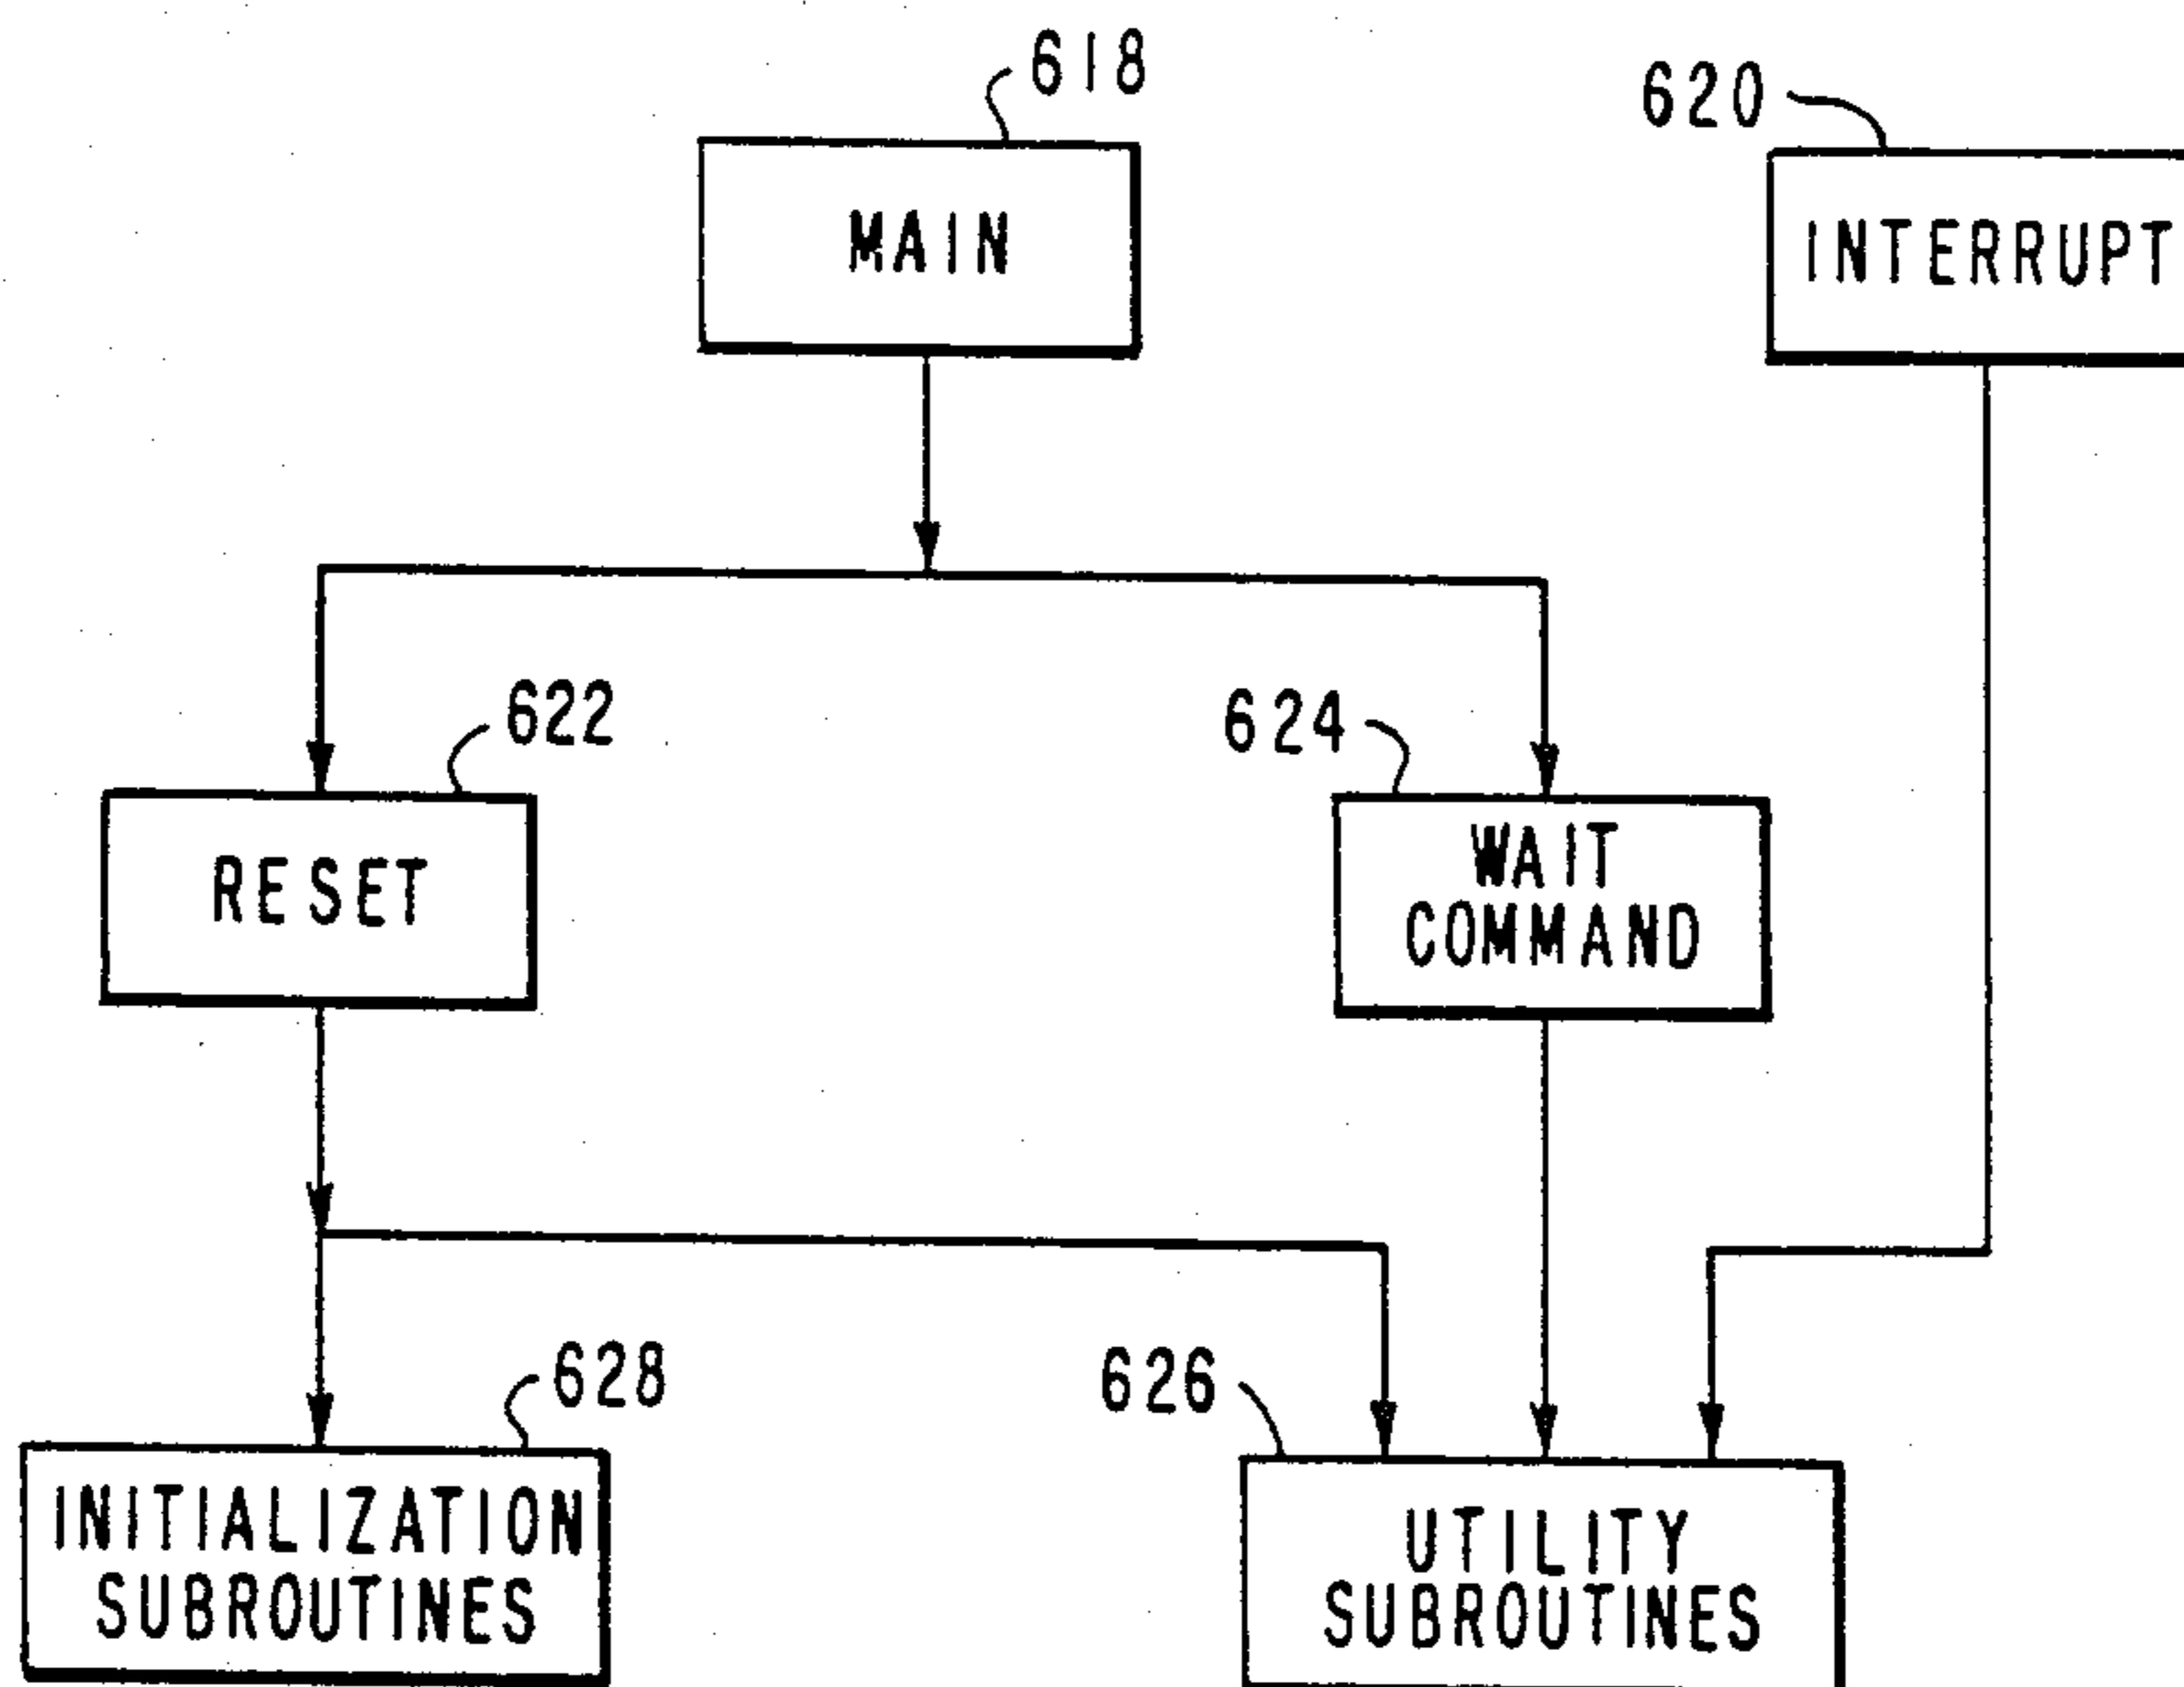 618
620
MAIN
INTERRUPT
622
624
RESET
WAIT
COMMAND
628
626
INITIALIZATION
SUBROUTINES
UTILITY
SUBROUTINES